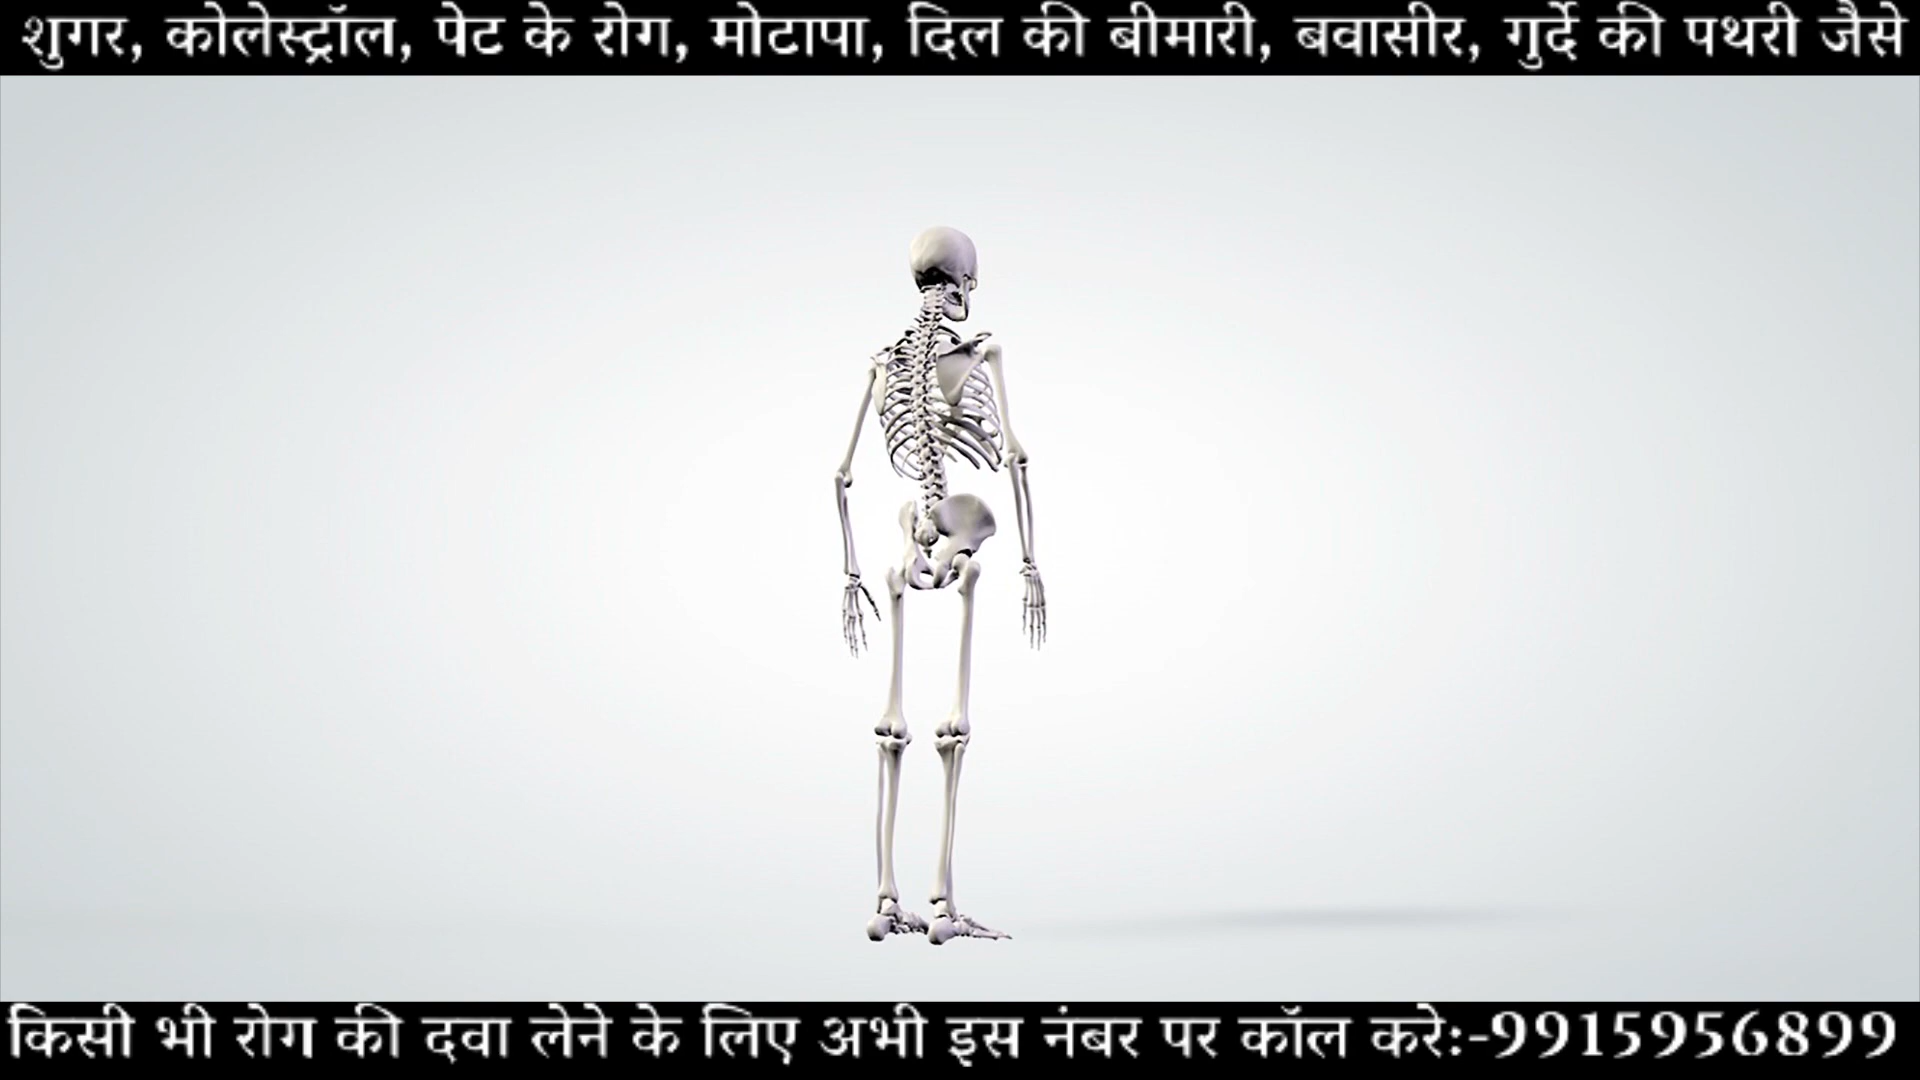 शुगर, कोलेस्ट्रॉल, पेट के रोग, मोटापा, दिल की बीमारी, बवासीर, गुर्दे की पथरी जैसे
किसी भी रोग की दवा लेने के लिए अभी इस नंबर पर कॉल करे:-9915956899